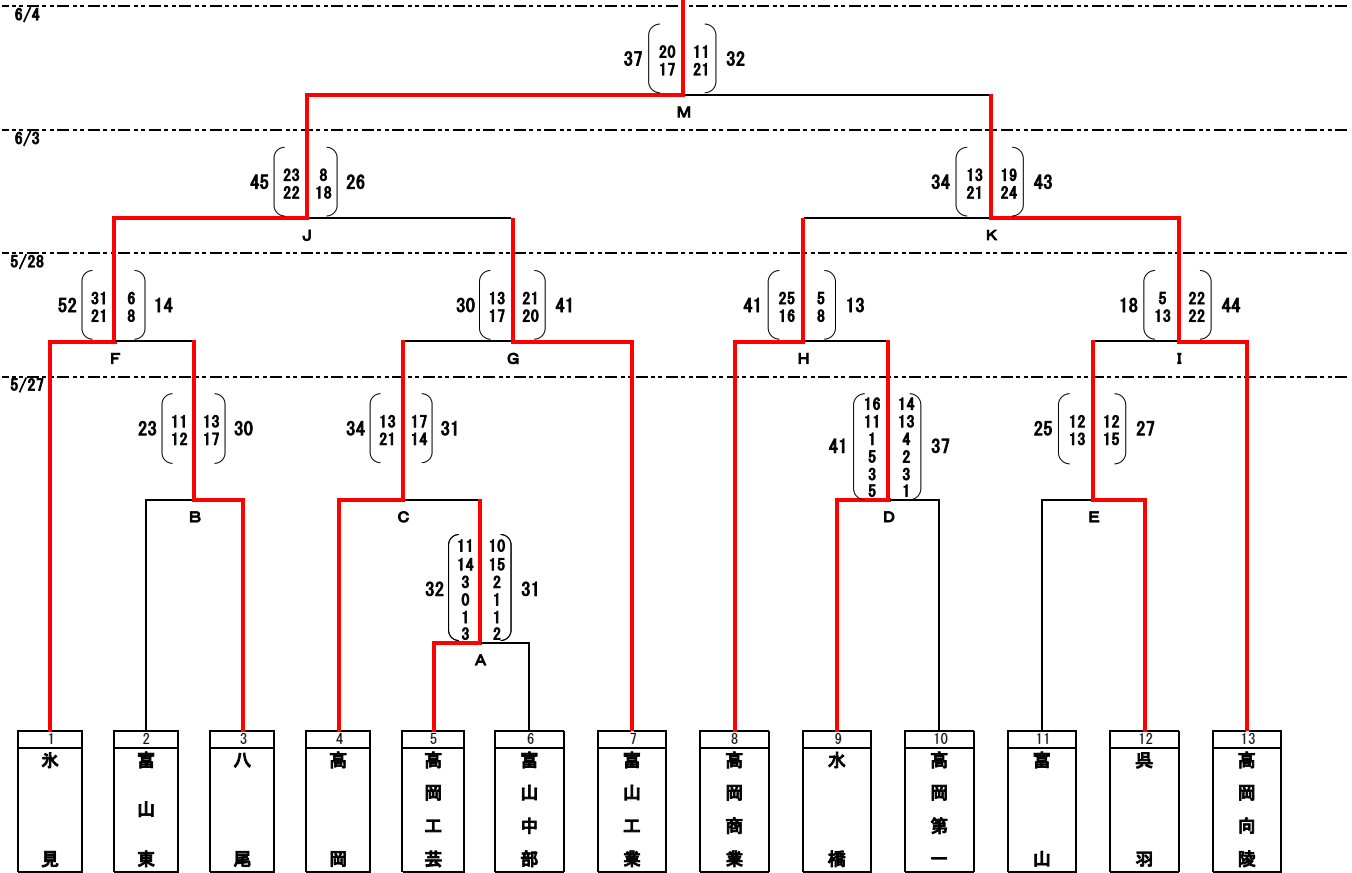 6/4
37 20 11 32
17 21
M
6/3
45 23 8 26
22 18
J
34 13 19 43
21 24
K
5/28
52 31 6 14
21 8
F
30 13 21 41
17 20
G
41 25 5 13
16 8
H
18 5 22 44
13 22
I
5/27
23 11 13 30
12 17
B
34 13 17 31
21 14
C
41 37
16 14
11 13
1 4
5 2
3 3
5 1
D
25 12 12 27
13 15
E
32 31
11 10
14 15
3 2
0 1
1 1
3 2
A
1 2 3 4 5 6 7 8 9 10 11 12 13
氷見
富山東
八尾
高岡
高岡工芸
富山中部
富山工業
高岡商業
水橋
高岡第一
富山
呉羽
高岡向陵